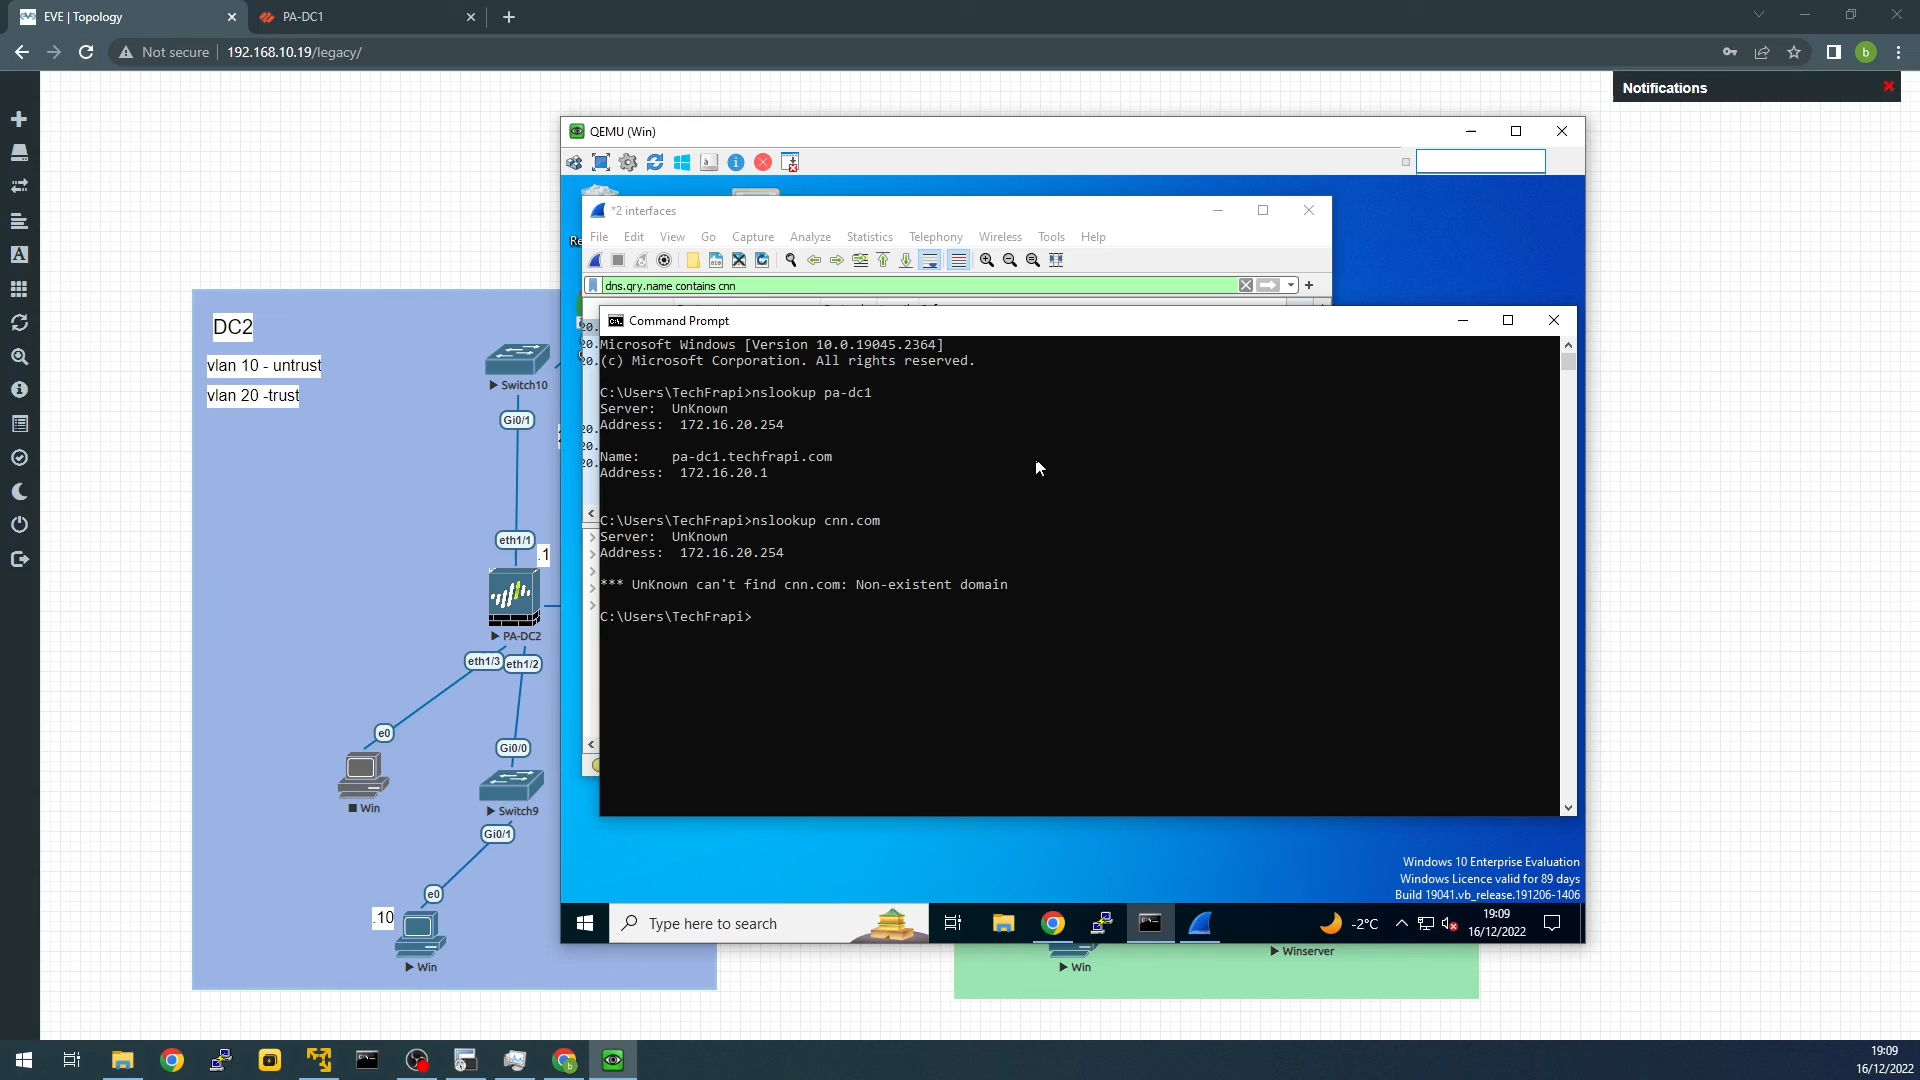 EVE | Topology
PA-DC1
Not secure
192.168.10.19/legacy/
b
Notifications
QEMU (Win)
*2 interfaces
File Edit View Go Capture Analyze Statistics Telephony Wireless Tools Help
dns.qry.name contains cnn
Command Prompt
Microsoft Windows [Version 10.0.19045.2364]
(c) Microsoft Corporation. All rights reserved.
C:\Users\TechFrapi>nslookup pa-dc1
Server: UnKnown
Address: 172.16.20.254
Name: pa-dc1.techfrapi.com
Address: 172.16.20.1
C:\Users\TechFrapi>nslookup cnn.com
Server: UnKnown
Address: 172.16.20.254
*** UnKnown can't find cnn.com: Non-existent domain
C:\Users\TechFrapi>
DC2
vlan 10 - untrust
vlan 20 -trust
Switch10
Gi0/1
eth1/1
.1
PA-DC2
eth1/3
eth1/2
e0
Gi0/0
Win
Switch9
Gi0/1
e0
.10
Win
Windows 10 Enterprise Evaluation
Windows Licence valid for 89 days
Build 19041.vb_release.191206-1406
Type here to search
-2°C
19:09
16/12/2022
Win
Winserver
19:09
16/12/2022